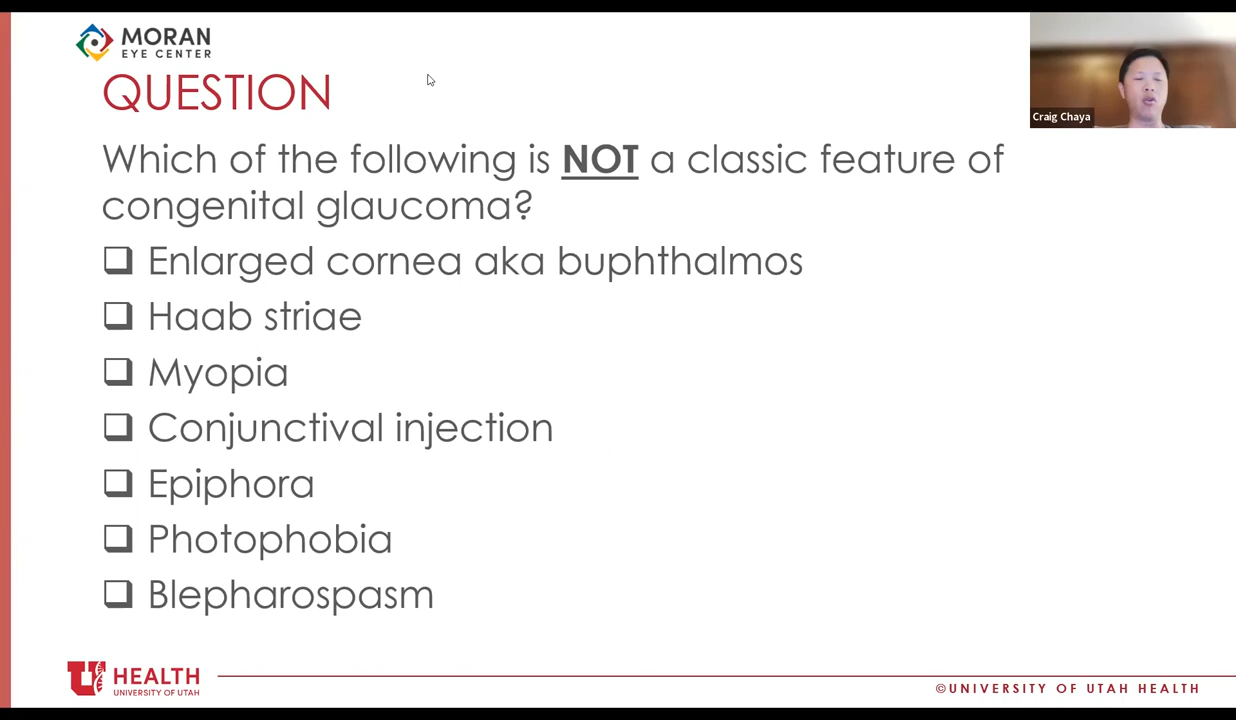 MORAN
EYE CENTER
QUESTION
Craig Chaya
Which of the following is NOT a classic feature of
congenital glaucoma?
Enlarged cornea aka buphthalmos
Haab striae
Myopia
Conjunctival injection
Epiphora
Photophobia
Blepharospasm
U HEALTH
UNIVERSITY OF UTAH
©UNIVERSITY OF UTAH HEALTH